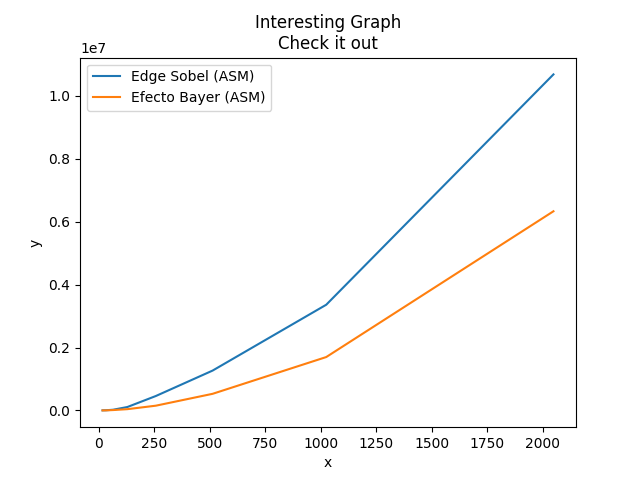 Interesting Graph
Check it out
1e7
Edge Sobel (ASM)
Efecto Bayer (ASM)
1.0
0.8
0.6
0.4
0.2
0.0
y
0 250 500 750 1000 1250 1500 1750 2000
x